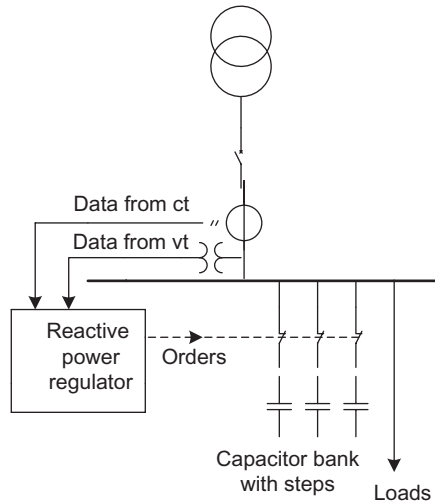 Data from ct
Data from vt
Reactive
power
regulator
Orders
Capacitor bank
with steps
Loads